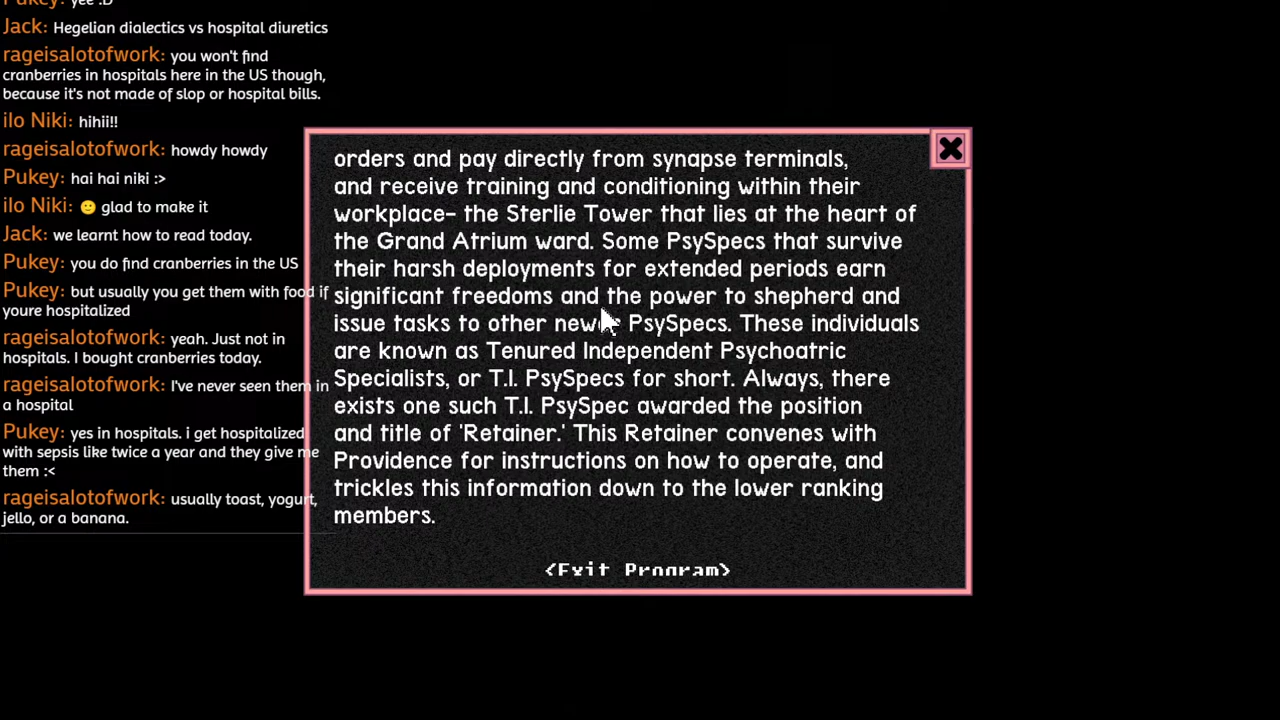 Pukey: yee :D
Jack: Hegelian dialectics vs hospital diuretics
rageisalotofwork: you won't find
cranberries in hospitals here in the US though,
because it's not made of slop or hospital bills.
ilo Niki: hihii!!
rageisalotofwork: howdy howdy
Pukey: hai hai niki :>
ilo Niki: 🙂 glad to make it
Jack: we learnt how to read today.
Pukey: you do find cranberries in the US
Pukey: but usually you get them with food if
youre hospitalized
rageisalotofwork: yeah. Just not in
hospitals. I bought cranberries today.
rageisalotofwork: I've never seen them in
a hospital
Pukey: yes in hospitals. i get hospitalized
with sepsis like twice a year and they give me
them :<
rageisalotofwork: usually toast, yogurt,
jello, or a banana.
orders and pay directly from synapse terminals,
and receive training and conditioning within their
workplace- the Sterlie Tower that lies at the heart of
the Grand Atrium ward. Some PsySpecs that survive
their harsh deployments for extended periods earn
significant freedoms and the power to shepherd and
issue tasks to other newer PsySpecs. These individuals
are known as Tenured Independent Psychoatric
Specialists, or T.I. PsySpecs for short. Always, there
exists one such T.I. PsySpec awarded the position
and title of 'Retainer.' This Retainer convenes with
Providence for instructions on how to operate, and
trickles this information down to the lower ranking
members.
<Exit Program>